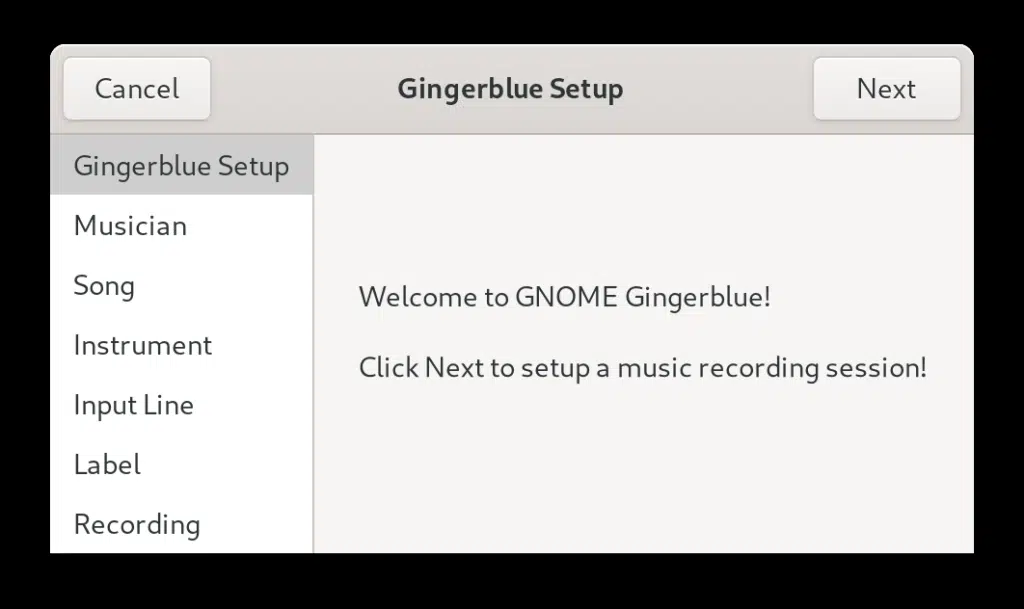 Cancel
Gingerblue Setup
Next
Gingerblue Setup
Musician
Song
Instrument
Input Line
Label
Recording
Welcome to GNOME Gingerblue!
Click Next to setup a music recording session!